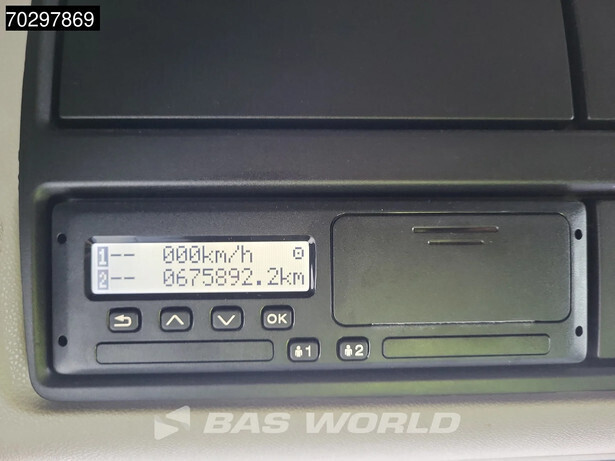 70297869
1 -- 000km/h
2 -- 0675892.2km
OK
1 2
BAS WORLD